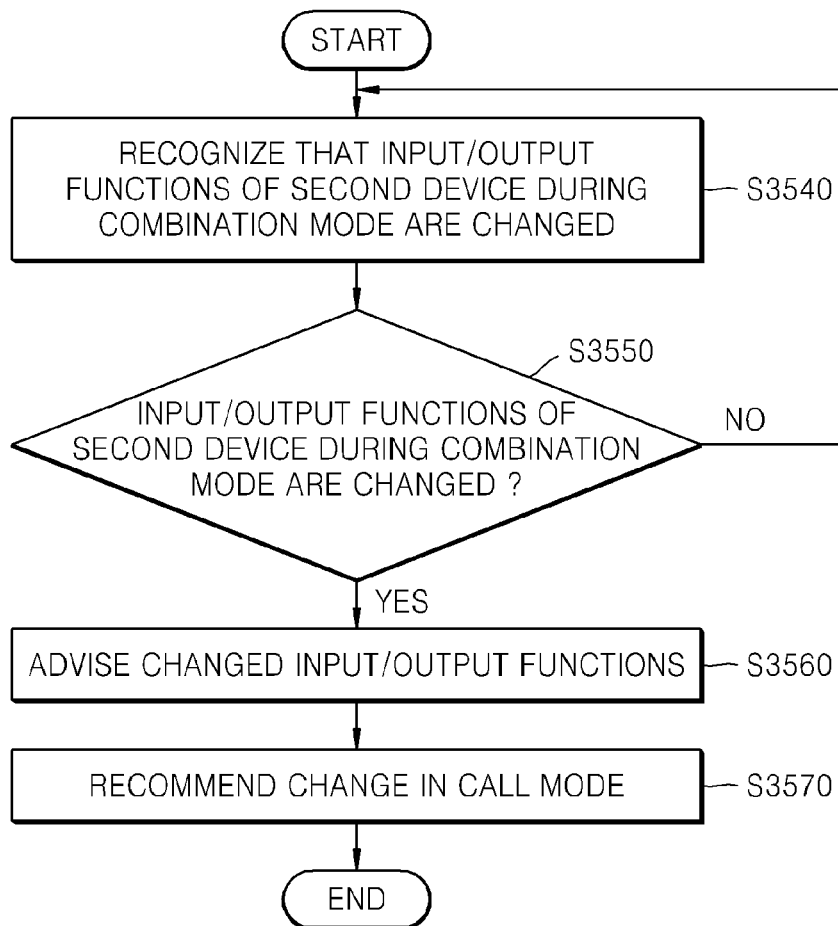 START
RECOGNIZE THAT INPUT/OUTPUT
FUNCTIONS OF SECOND DEVICE DURING
COMBINATION MODE ARE CHANGED
S3540
S3550
INPUT/OUTPUT FUNCTIONS OF
SECOND DEVICE DURING COMBINATION
MODE ARE CHANGED ?
NO
YES
ADVISE CHANGED INPUT/OUTPUT FUNCTIONS
S3560
RECOMMEND CHANGE IN CALL MODE
S3570
END